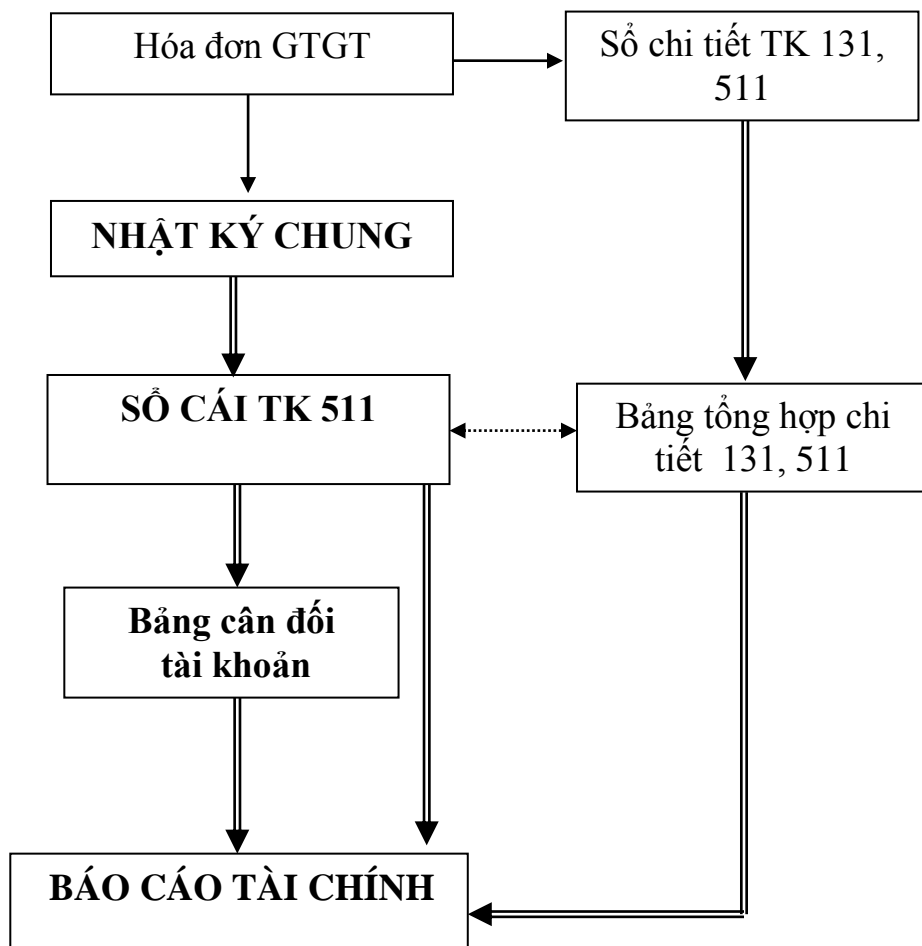 Hóa đơn GTGT
Sổ chi tiết TK 131,
511
NHẬT KÝ CHUNG
SỔ CÁI TK 511
Bảng tổng hợp chi
tiết 131, 511
Bảng cân đối
tài khoản
BÁO CÁO TÀI CHÍNH